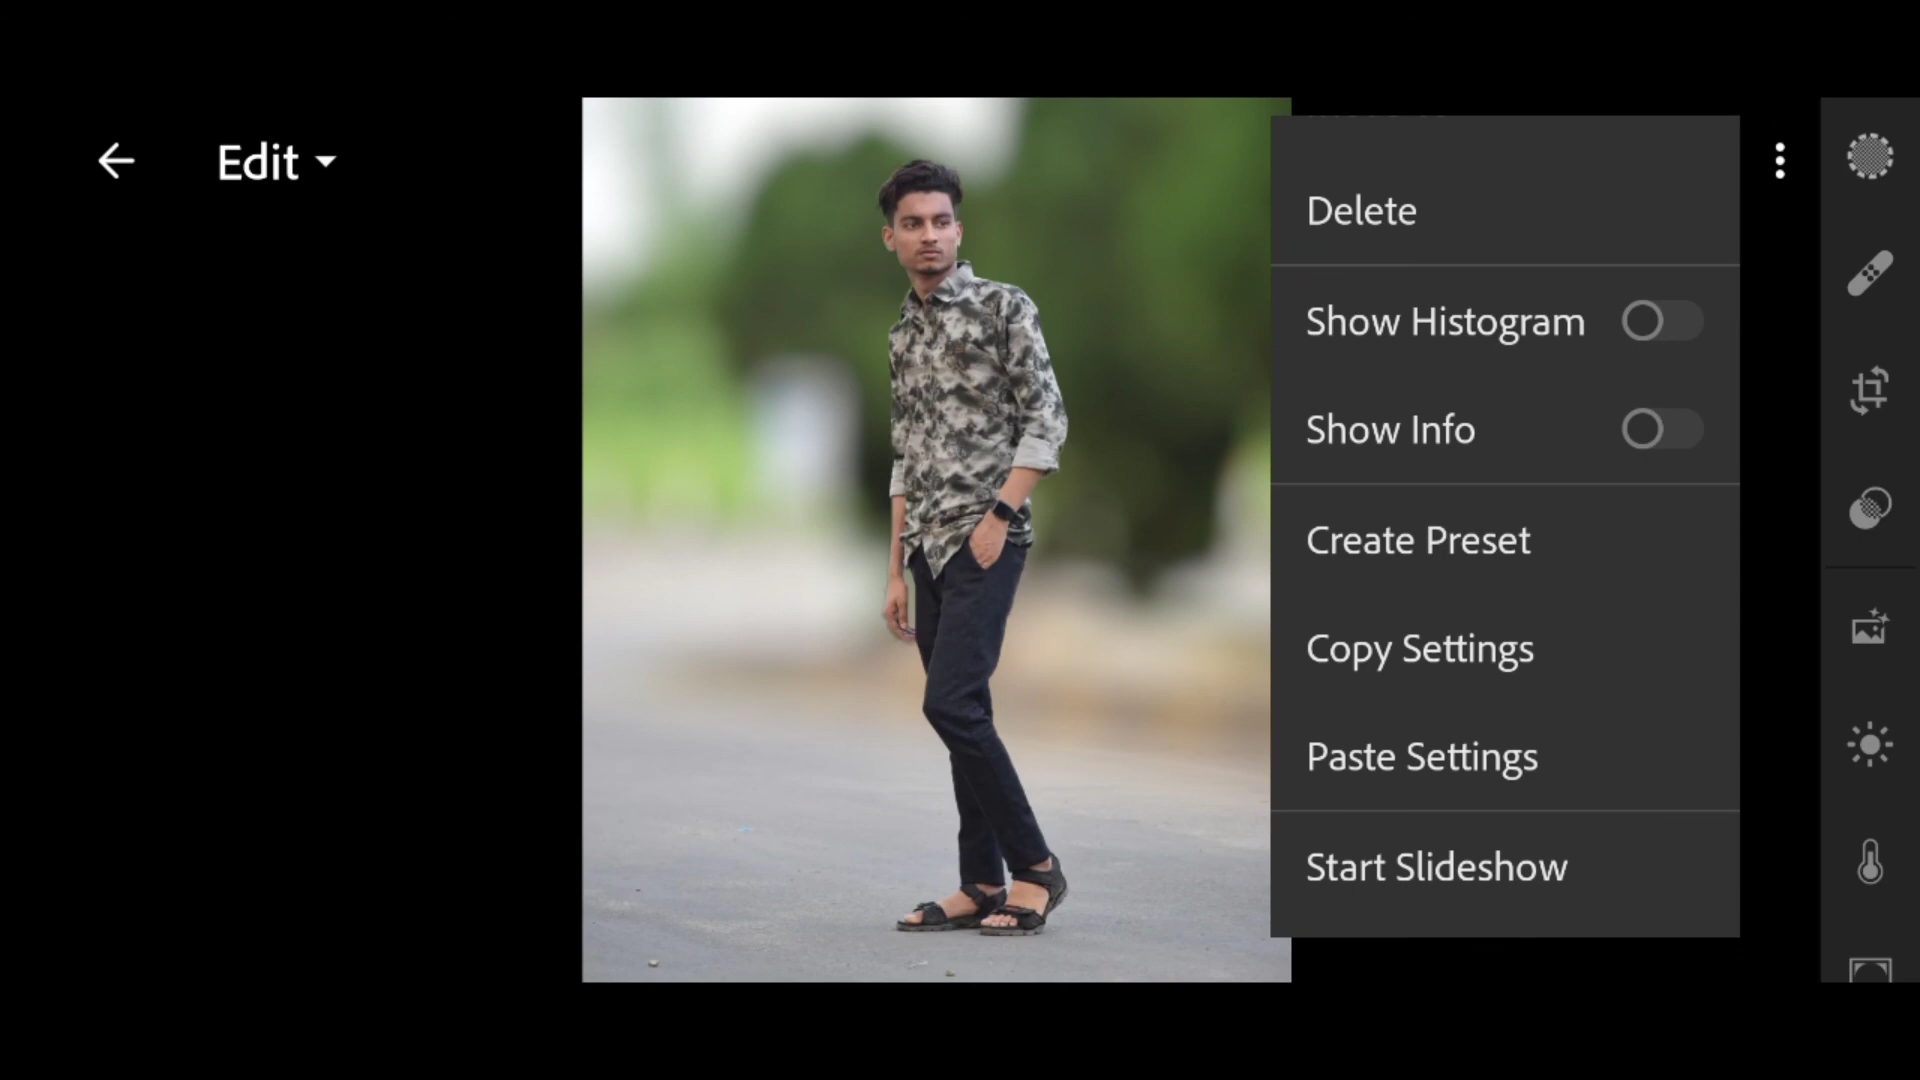 Edit
Delete
Show Histogram
Show Info
Create Preset
Copy Settings
Paste Settings
Start Slideshow